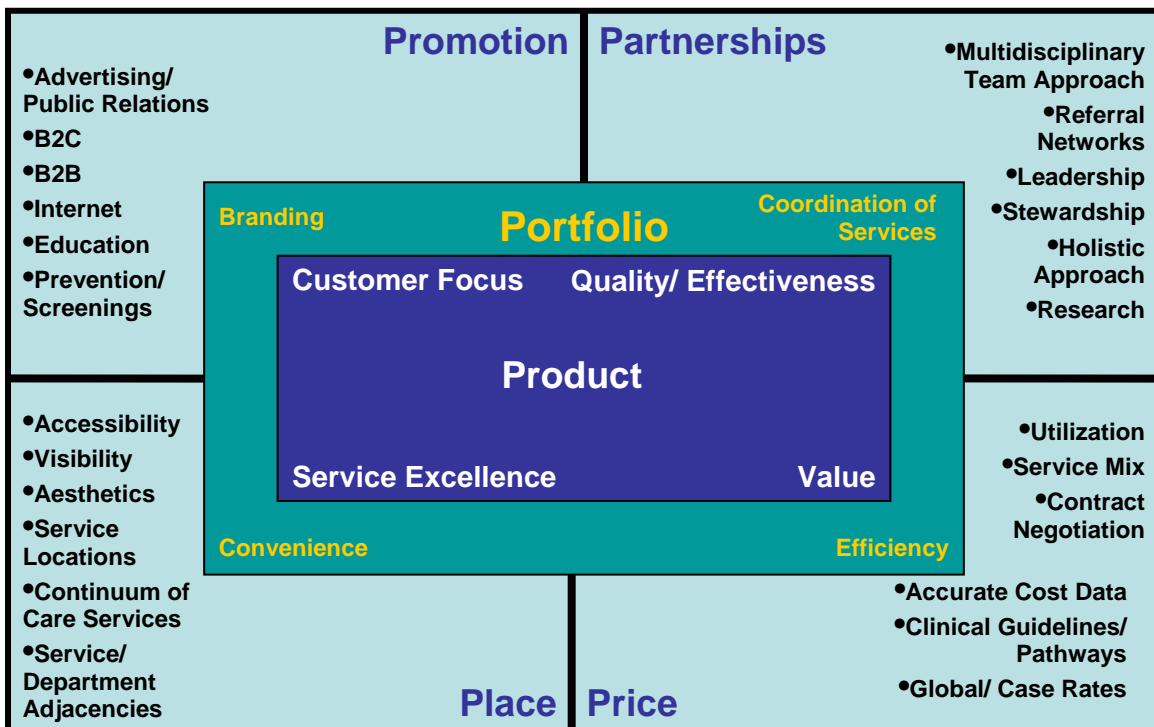 Promotion
•Advertising/
Public Relations
•B2C
•B2B
•Internet
•Education
•Prevention/
Screenings
Partnerships
•Multidisciplinary
Team Approach
•Referral
Networks
•Leadership
•Stewardship
•Holistic
Approach
•Research
Branding
Portfolio
Coordination of
Services
Customer Focus
Quality/ Effectiveness
Product
Service Excellence
Value
Convenience
Efficiency
•Accessibility
•Visibility
•Aesthetics
•Service
Locations
•Continuum of
Care Services
•Service/
Department
Adjacencies
Place
•Utilization
•Service Mix
•Contract
Negotiation
•Accurate Cost Data
•Clinical Guidelines/
Pathways
•Global/ Case Rates
Price